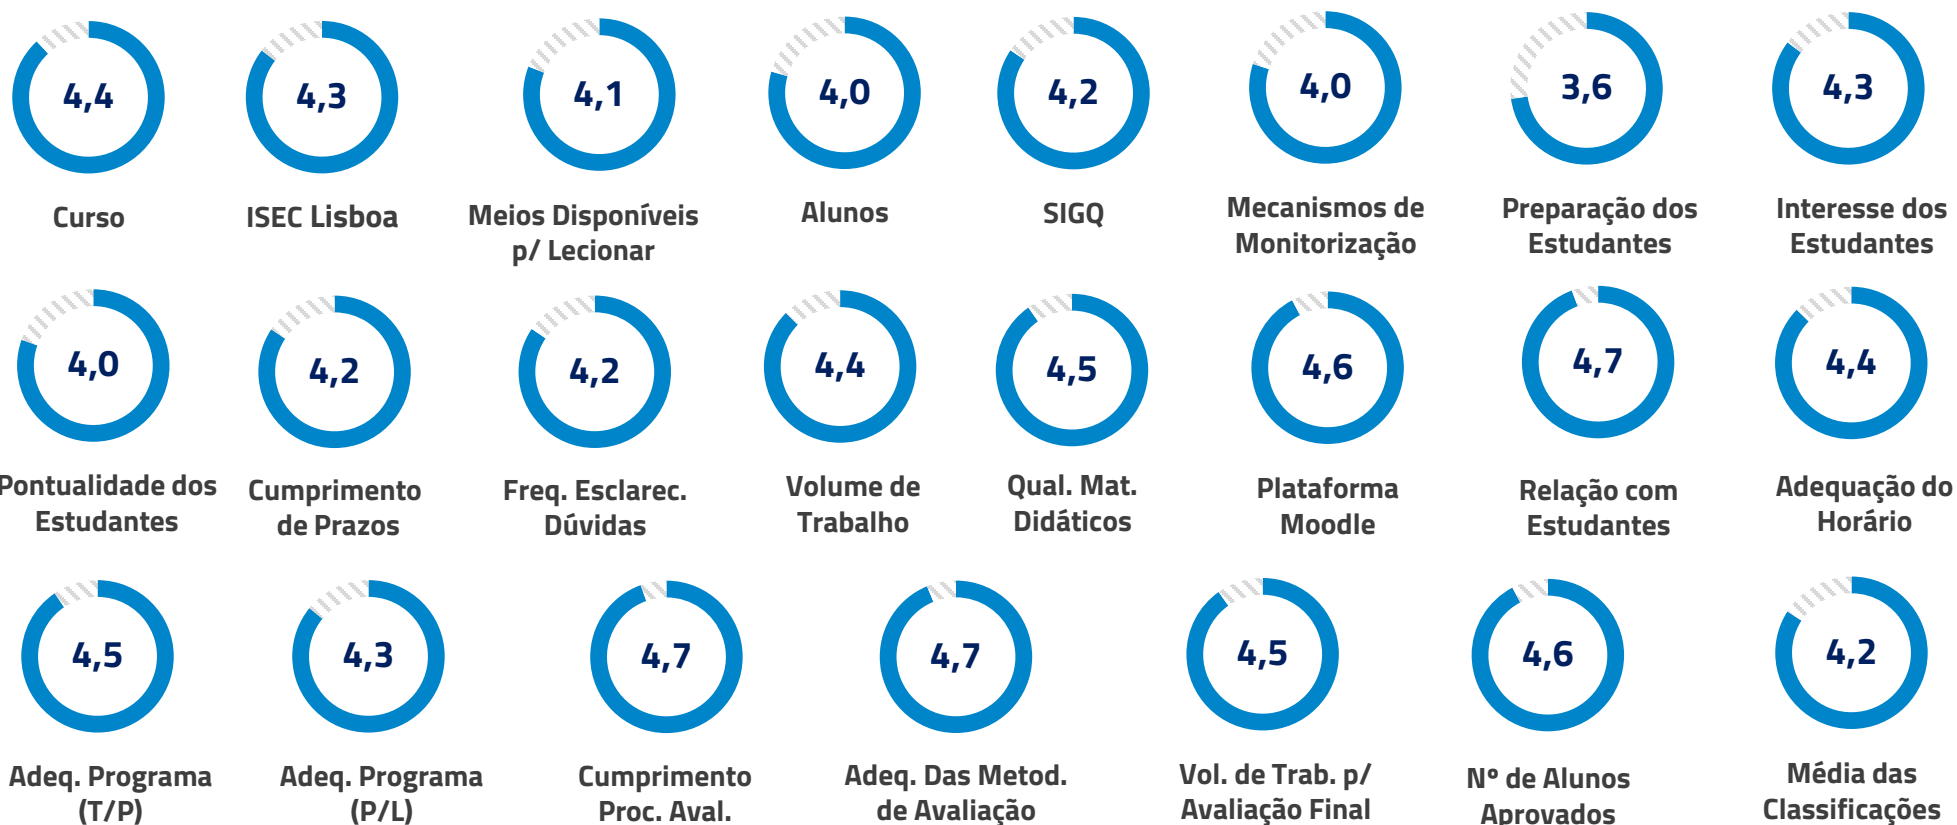 4,4
4,3
4,1
4,0
4,2
4,0
3,6
4,3
Curso
ISEC Lisboa
Meios Disponíveis
p/ Lecionar
Alunos
SIGQ
Mecanismos de
Monitorização
Preparação dos
Estudantes
Interesse dos
Estudantes
4,0
4,2
4,2
4,4
4,5
4,6
4,7
4,4
Pontualidade dos
Estudantes
Cumprimento
de Prazos
Freq. Esclarec.
Dúvidas
Volume de
Trabalho
Qual. Mat.
Didáticos
Plataforma
Moodle
Relação com
Estudantes
Adequação do
Horário
4,5
4,3
4,7
4,7
4,5
4,6
4,2
Adeq. Programa
(T/P)
Adeq. Programa
(P/L)
Cumprimento
Proc. Aval.
Adeq. Das Metod.
de Avaliação
Vol. de Trab. p/
Avaliação Final
Nº de Alunos
Aprovados
Média das
Classificações